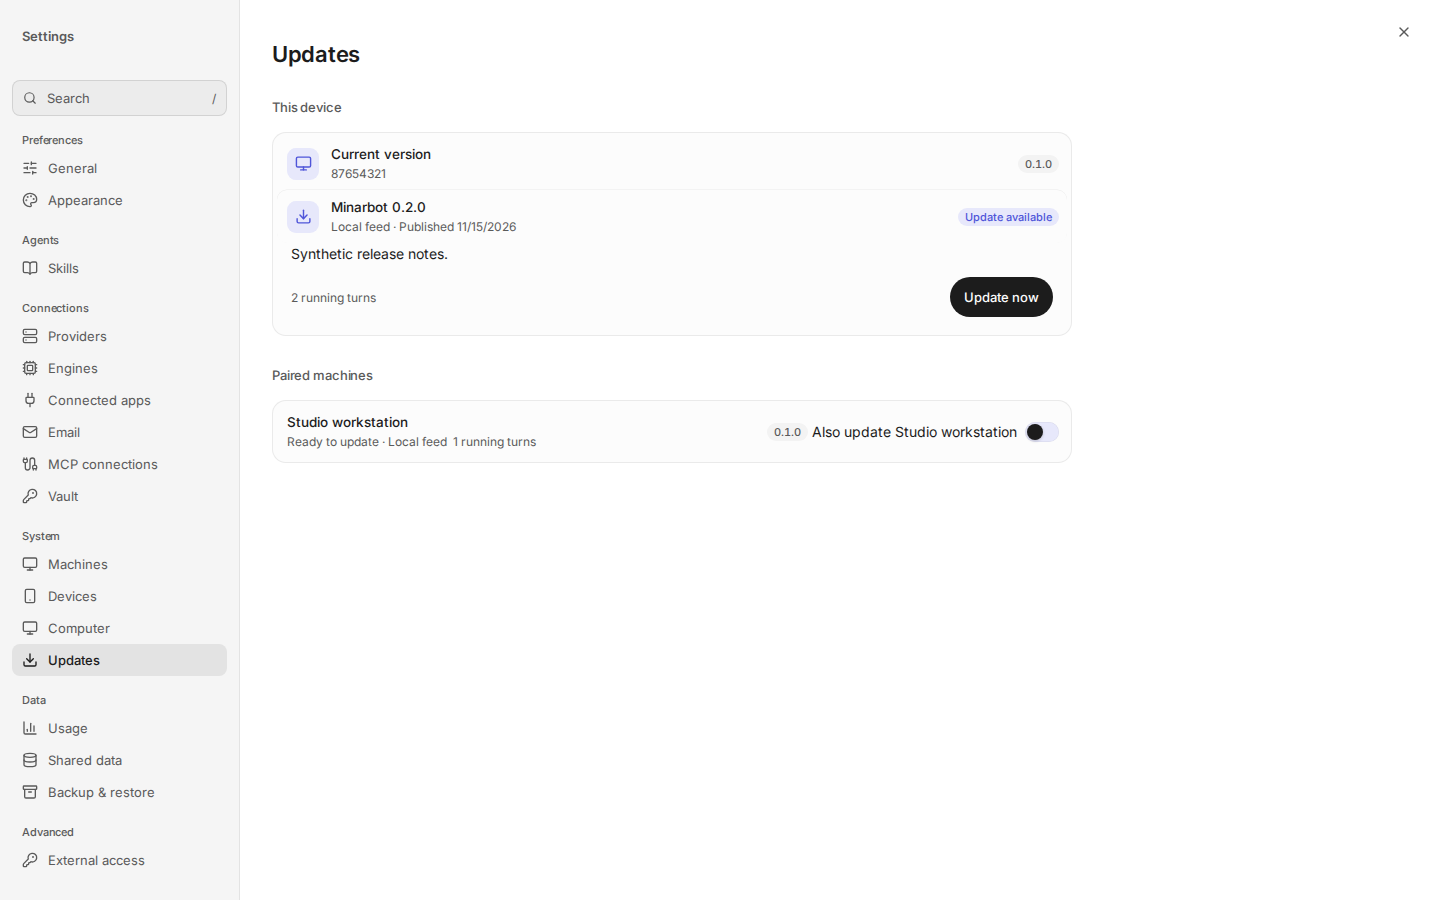 Settings
Search /
Preferences
General
Appearance
Agents
Skills
Connections
Providers
Engines
Connected apps
Email
MCP connections
Vault
System
Machines
Devices
Computer
Updates
Data
Usage
Shared data
Backup & restore
Advanced
External access
Updates
This device
Current version
87654321
0.1.0
Minarbot 0.2.0
Local feed · Published 11/15/2026
Update available
Synthetic release notes.
2 running turns
Update now
Paired machines
Studio workstation
Ready to update · Local feed 1 running turns
0.1.0 Also update Studio workstation